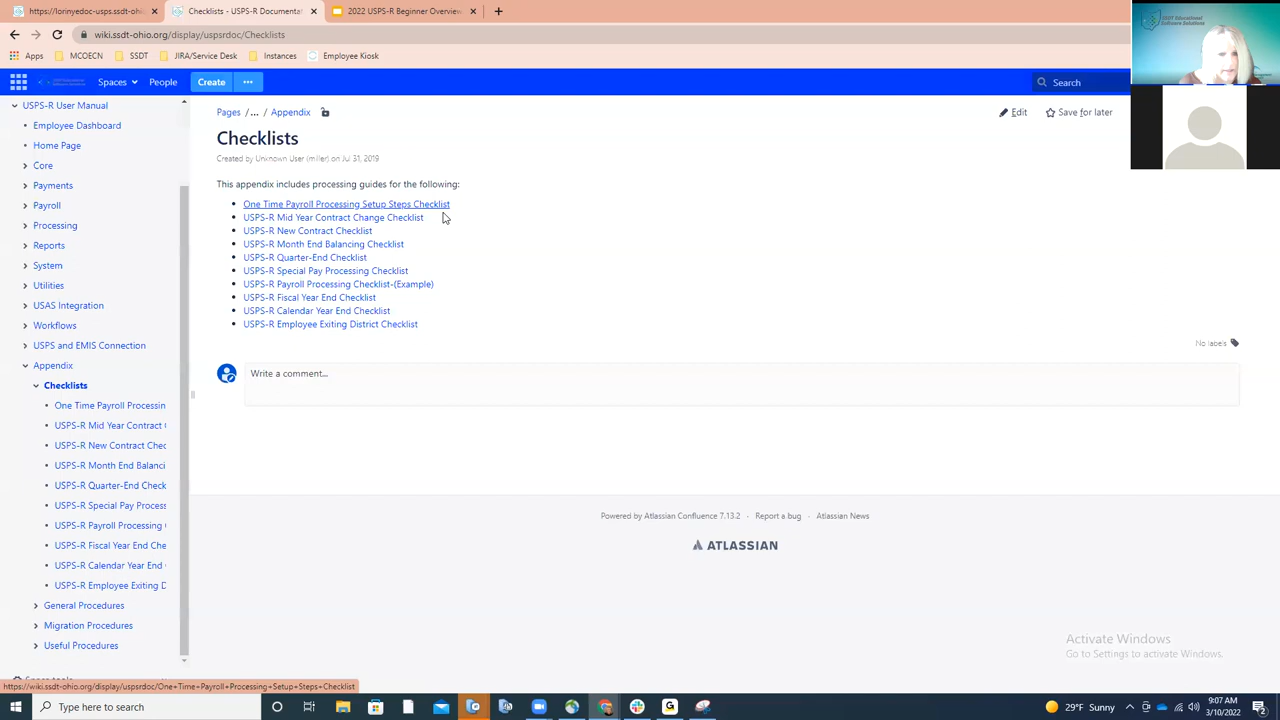 https://lorinyedct-ss-documentat
Checklists - USPS-R Documentat
2022 USPS-R Beginner Overview
wiki.ssdt-ohio.org/display/uspsrdoc/Checklists
Apps
MCOECN
SSDT
JIRA/Service Desk
Instances
Employee Kiosk
Spaces
People
Create
Search
USPS-R User Manual
Employee Dashboard
Home Page
Core
Payments
Payroll
Processing
Reports
System
Utilities
USAS Integration
Workflows
USPS and EMIS Connection
Appendix
Checklists
One Time Payroll Processin
USPS-R Mid Year Contract
USPS-R New Contract Chec
USPS-R Month End Balanci
USPS-R Quarter-End Check
USPS-R Special Pay Process
USPS-R Payroll Processing
USPS-R Fiscal Year End Che
USPS-R Calendar Year End
USPS-R Employee Exiting D
General Procedures
Migration Procedures
Useful Procedures
Pages /... / Appendix
Edit
Save for later
Checklists
Created by Unknown User (miller) on Jul 31, 2019
This appendix includes processing guides for the following:
One Time Payroll Processing Setup Steps Checklist
USPS-R Mid Year Contract Change Checklist
USPS-R New Contract Checklist
USPS-R Month End Balancing Checklist
USPS-R Quarter-End Checklist
USPS-R Special Pay Processing Checklist
USPS-R Payroll Processing Checklist-(Example)
USPS-R Fiscal Year End Checklist
USPS-R Calendar Year End Checklist
USPS-R Employee Exiting District Checklist
No labels
Write a comment...
Powered by Atlassian Confluence 7.13.2 · Report a bug · Atlassian News
ATLASSIAN
Activate Windows
Go to Settings to activate Windows.
https://wiki.ssdt-ohio.org/display/uspsrdoc/One+Time+Payroll+Processing+Setup+Steps+Checklist
Type here to search
29°F Sunny
9:07 AM
3/10/2022
SSDT Educational
Software Solutions